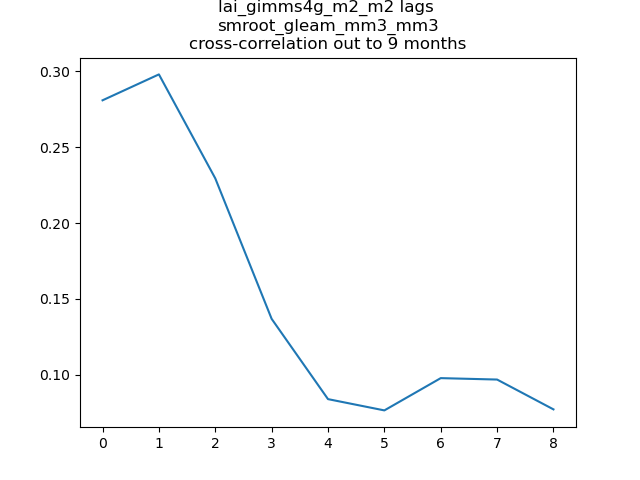 lai_gimms4g_m2_m2 lags
smroot_gleam_mm3_mm3
cross-correlation out to 9 months
0.30
0.25
0.20
0.15
0.10
0 1 2 3 4 5 6 7 8